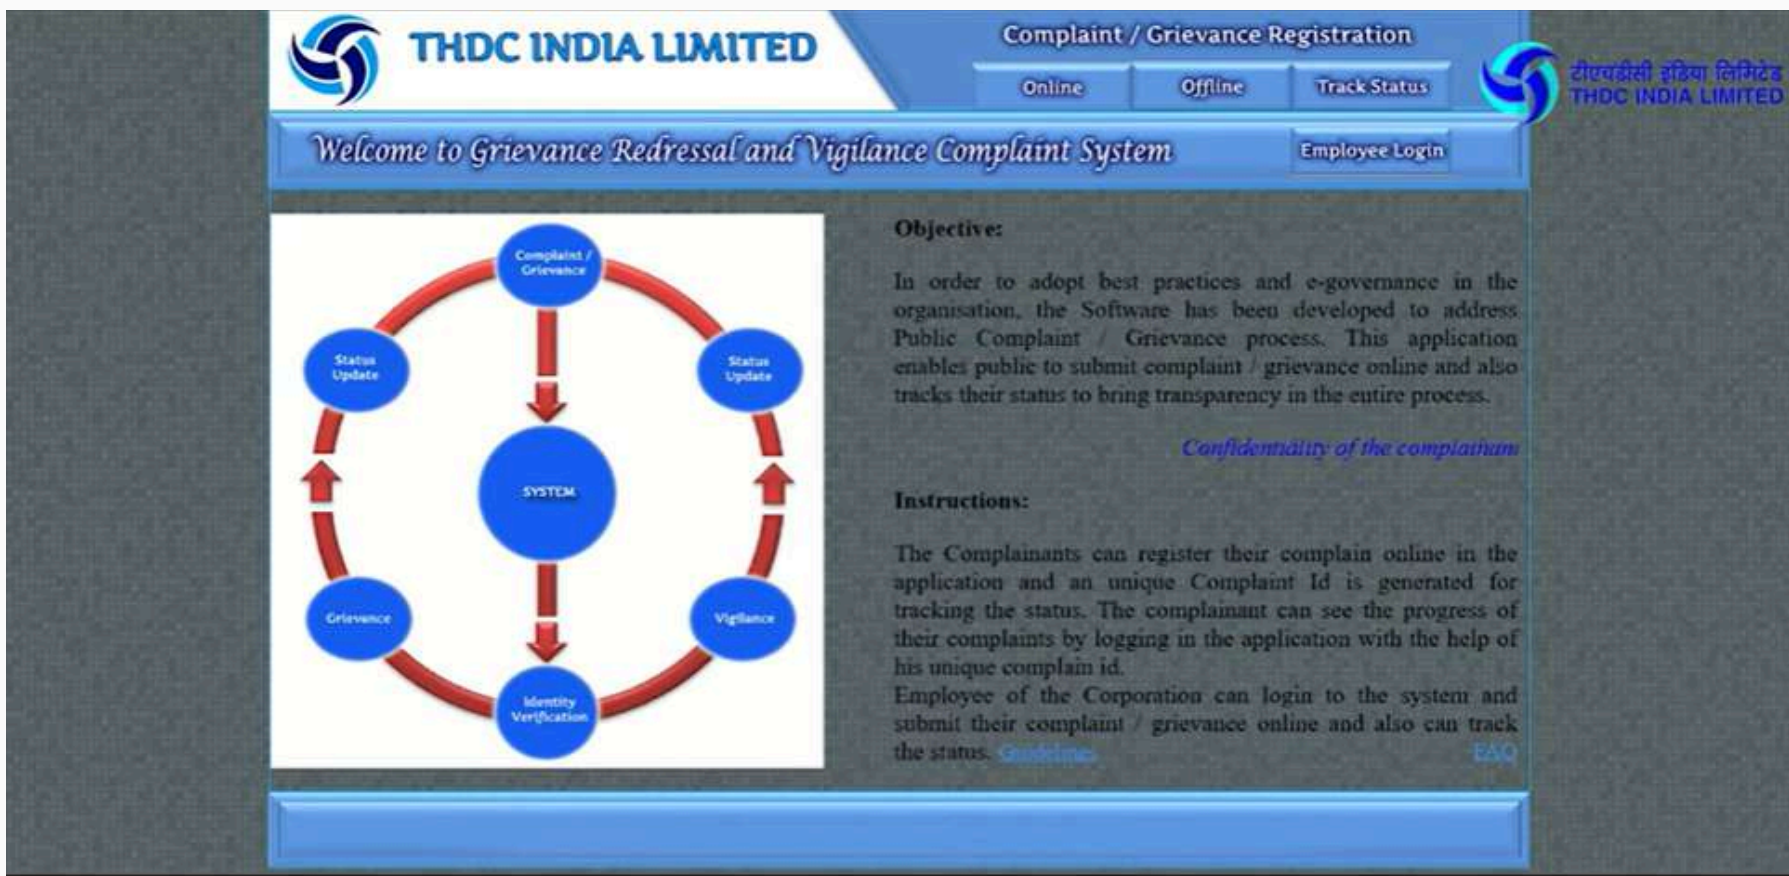 THDC INDIA LIMITED
Complaint / Grievance Registration
Online
Offline
Track Status
टीएचडीसी इंडिया लिमिटेड
THDC INDIA LIMITED
Welcome to Grievance Redressal and Vigilance Complaint System
Employee Login
Complaint /
Grievance
Status
Update
Status
Update
SYSTEM
Grievance
Vigilance
Identity
Verification
Objective:
In order to adopt best practices and e-governance in the
organisation, the Software has been developed to address
Public Complaint / Grievance process. This application
enables public to submit complaint / grievance online and also
tracks their status to bring transparency in the entire process.
Confidentiality of the
Instructions:
The Complainants can register their complain online in the
application and an unique Complaint Id is generated for
tracking the status. The complainant can see the progress of
their complaints by logging in the application with the help of
his unique complain id.
Employee of the Corporation can login to the system and
submit their complaint / grievance online and also can track
the status. Guidelines
FAQ